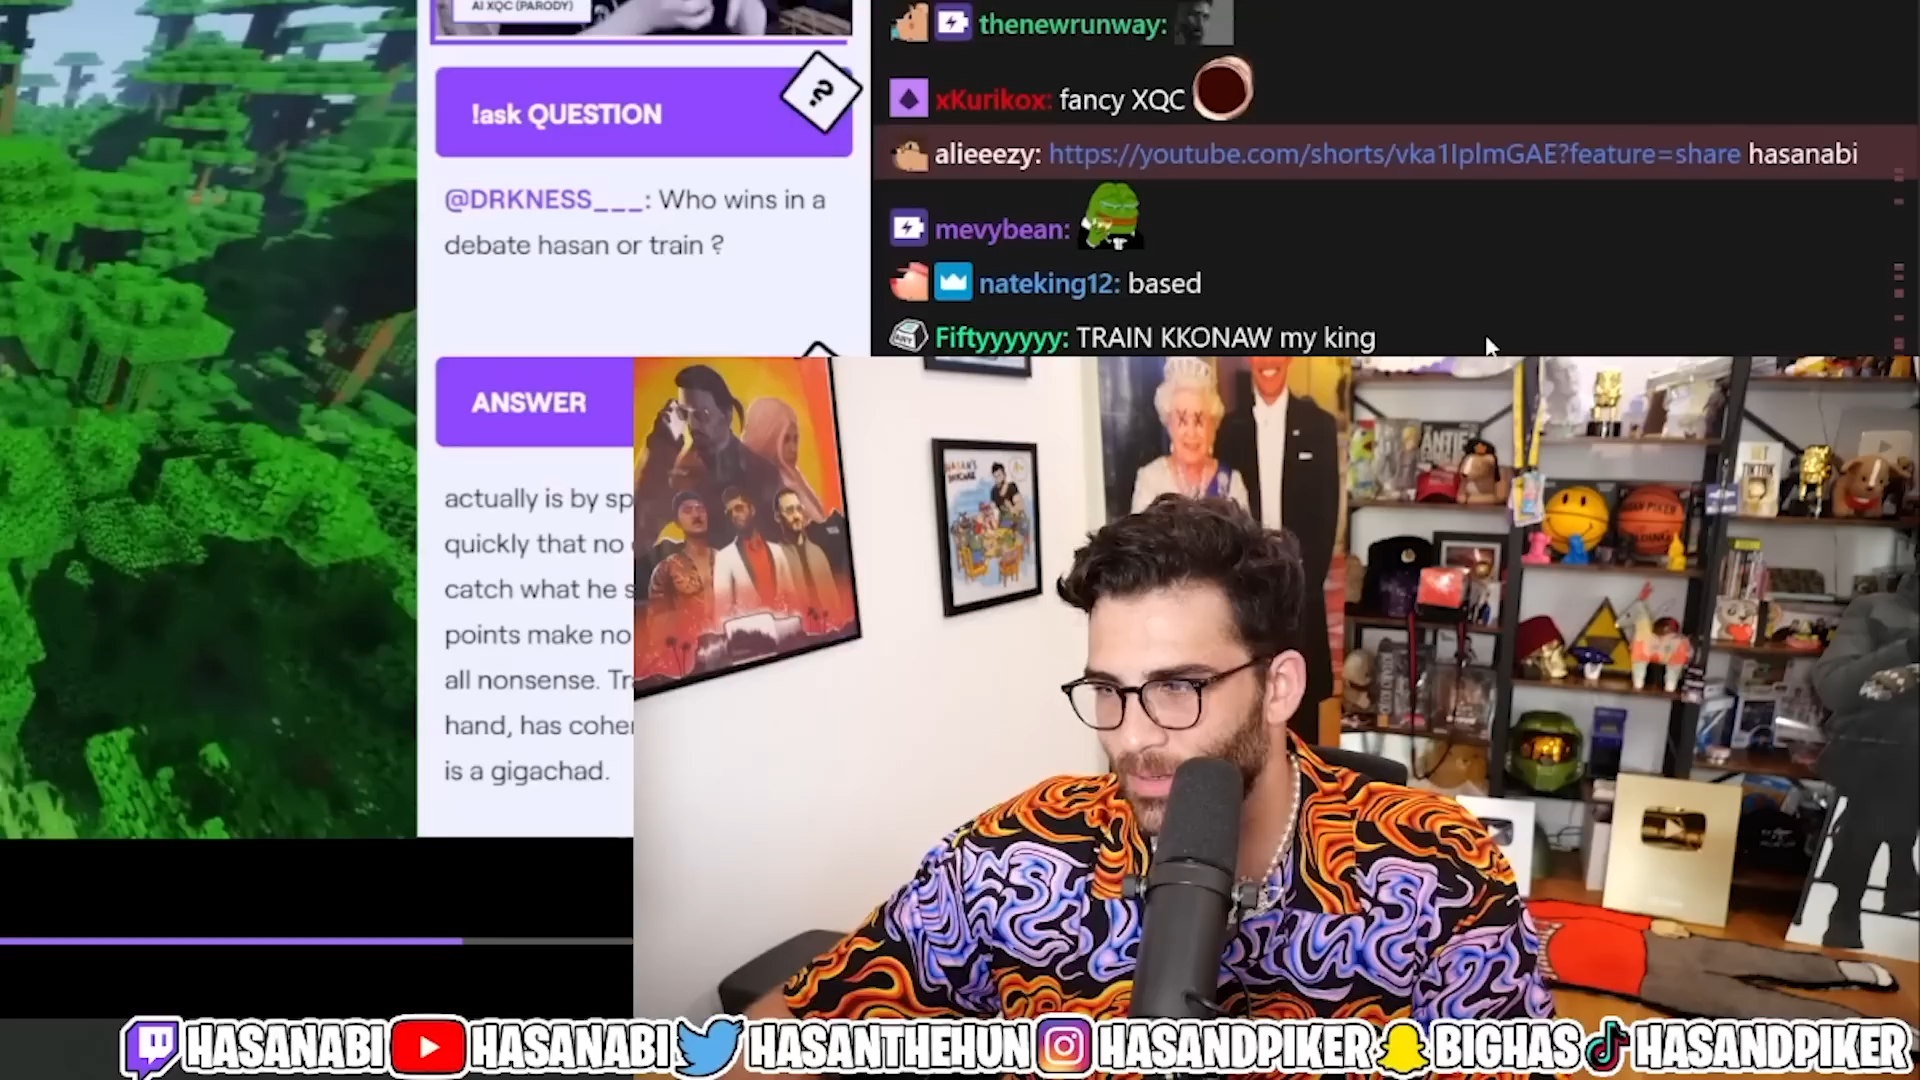 AI XQC (PARODY)
!ask QUESTION
?
@DRKNESS___: Who wins in a
debate hasan or train ?
ANSWER
actually is by sp
quickly that no
catch what he s
points make no
all nonsense. Tr
hand, has coher
is a gigachad.
thenewrunway:
xKurikox: fancy XQC
alieeezy: https://youtube.com/shorts/vka1lplmGAE?feature=share hasanabi
mevybean:
nateking12: based
Fiftyyyyyy: TRAIN KKONAW my king
HASAN'S
ANTIF
HASANABI HASANABI HASANTHEHUN HASANDPIKER BIGHAS HASANDPIKER